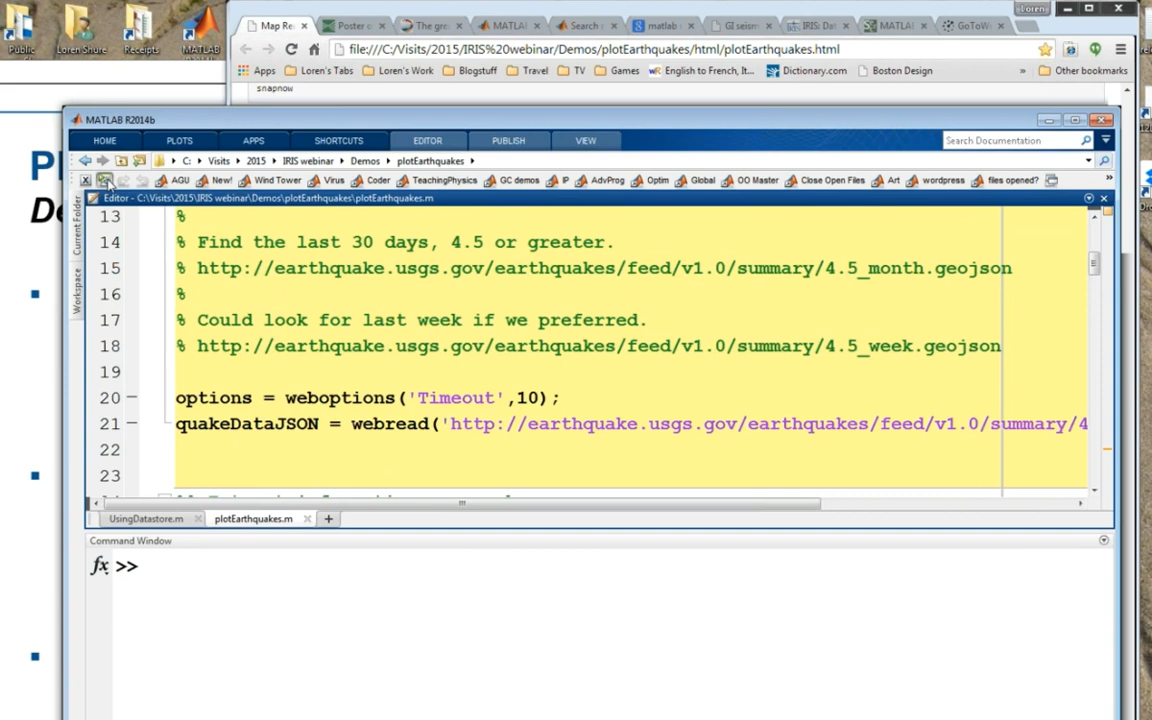 Public
Loren Shure
Receipts
MATLAB
Loren
Map Re
Poster o
The gre
MATLA
Search
matlab
GI seism
IRIS: Dat
MATLAB
GoToW
file:///C:/Visits/2015/IRIS%20webinar/Demos/plotEarthquakes/html/plotEarthquakes.html
Apps Loren's Tabs Loren's Work Blogstuff Travel TV Games English to French, It... Dictionary.com Boston Design » Other bookmarks
snapnow
MATLAB R2014b
HOME PLOTS APPS SHORTCUTS EDITOR PUBLISH VIEW Search Documentation
C: Visits 2015 IRIS webinar Demos plotEarthquakes
AGU New! Wind Tower Virus Coder TeachingPhysics GC demos IP AdvProg Optim Global OO Master Close Open Files Art wordpress files opened? »
Editor - C:\Visits\2015\IRIS webinar\Demos\plotEarthquakes\plotEarthquakes.m
Current Folder
Workspace
13 %
14 % Find the last 30 days, 4.5 or greater.
15 % http://earthquake.usgs.gov/earthquakes/feed/v1.0/summary/4.5_month.geojson
16 %
17 % Could look for last week if we preferred.
18 % http://earthquake.usgs.gov/earthquakes/feed/v1.0/summary/4.5_week.geojson
19
20 options = weboptions('Timeout',10);
21 quakeDataJSON = webread('http://earthquake.usgs.gov/earthquakes/feed/v1.0/summary/4
22
23
UsingDatastore.m plotEarthquakes.m
Command Window
fx >>